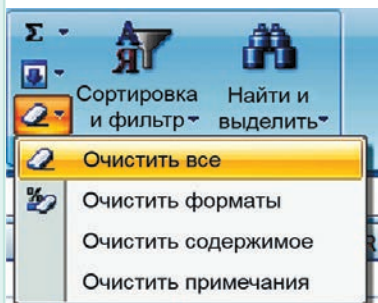 Σ
А
Я
Сортировка
и фильтр
Найти и
выделить
Очистить все
% Очистить форматы
Очистить содержимое
Очистить примечания
R